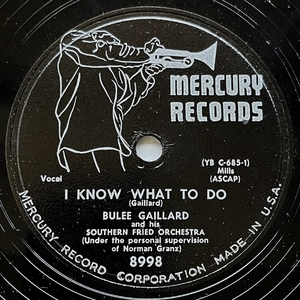 MERCURY
RECORDS
Vocal
(YB C-685-1)
Mills
(ASCAP)
I KNOW WHAT TO DO
(Gaillard)
BULEE GAILLARD
and his
SOUTHERN FRIED ORCHESTRA
(Under the personal supervision
of Norman Granz)
8998
MERCURY RECORD CORPORATION MADE IN U.S.A.